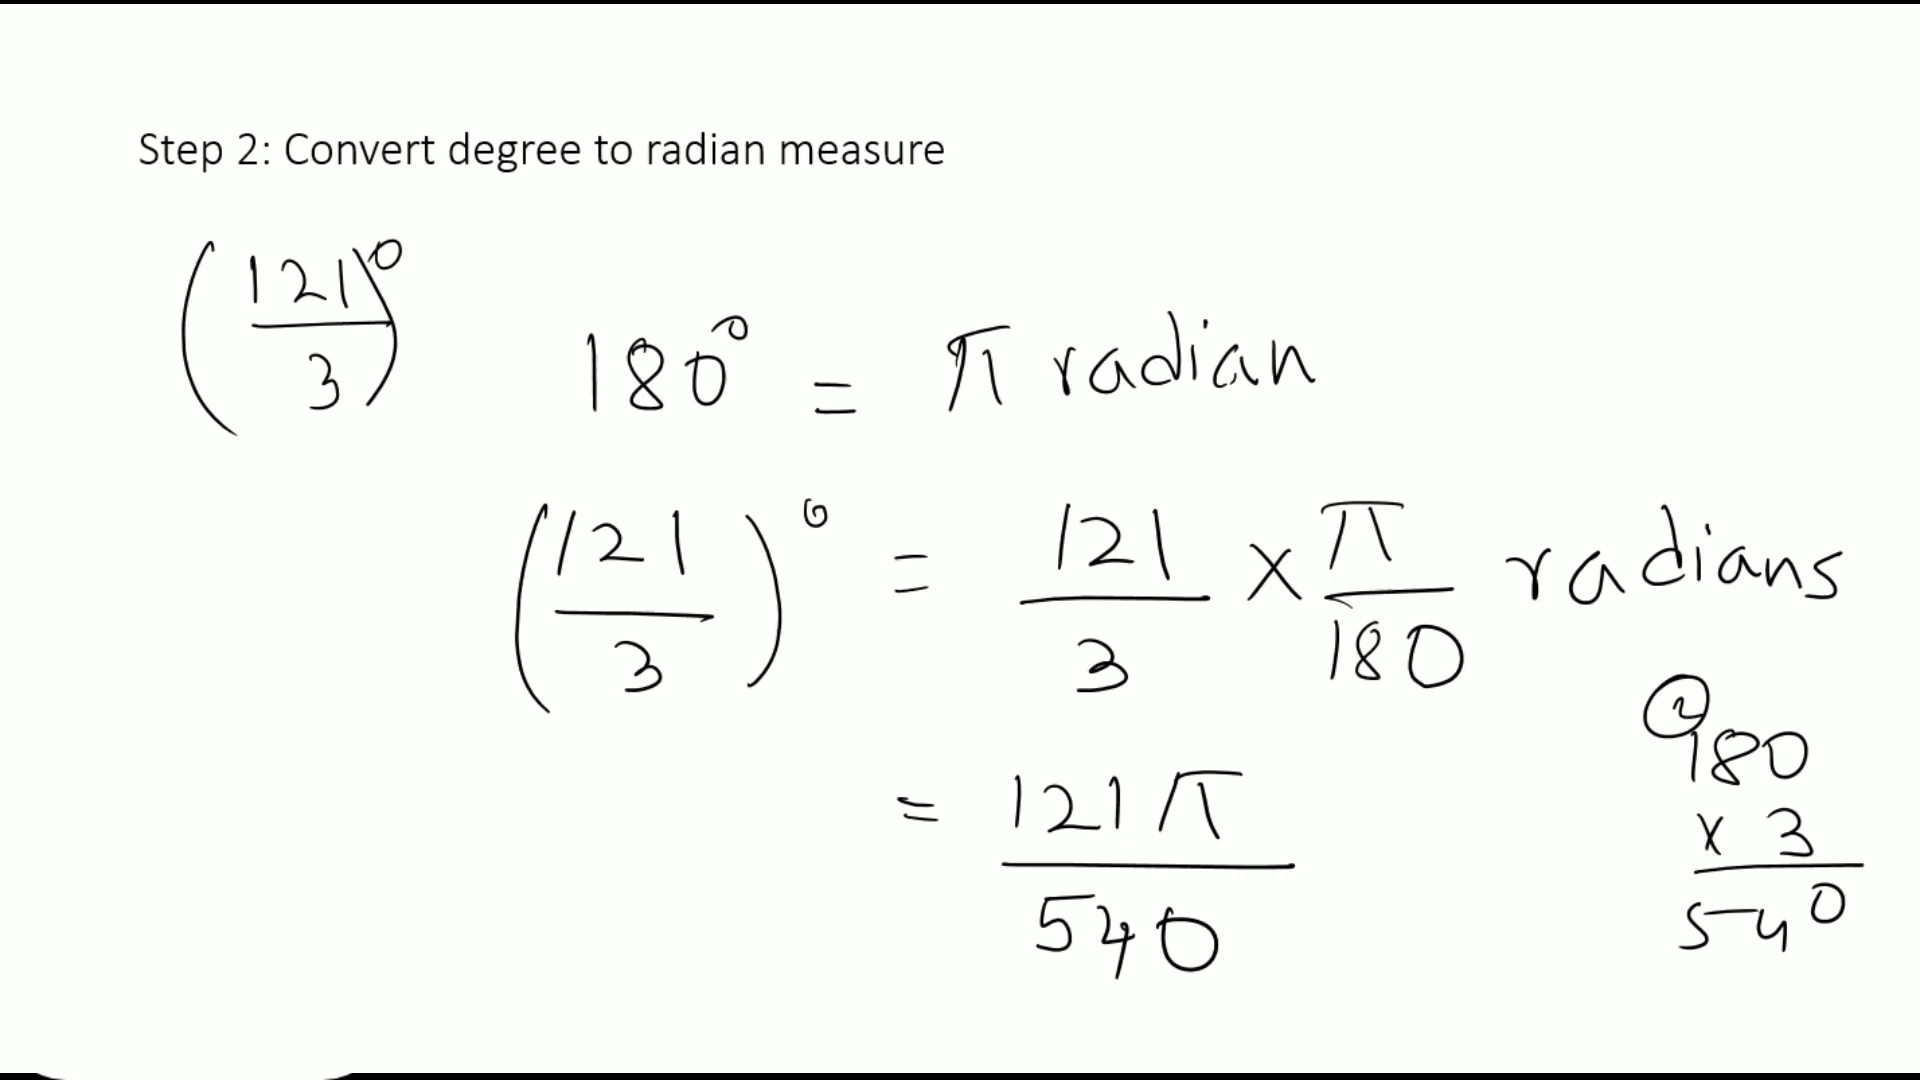 Step 2: Convert degree to radian measure
(121/3)°
180° = π radian
(121/3)° = 121/3 × π/180 radians
= 121π/540
2
180
× 3
540